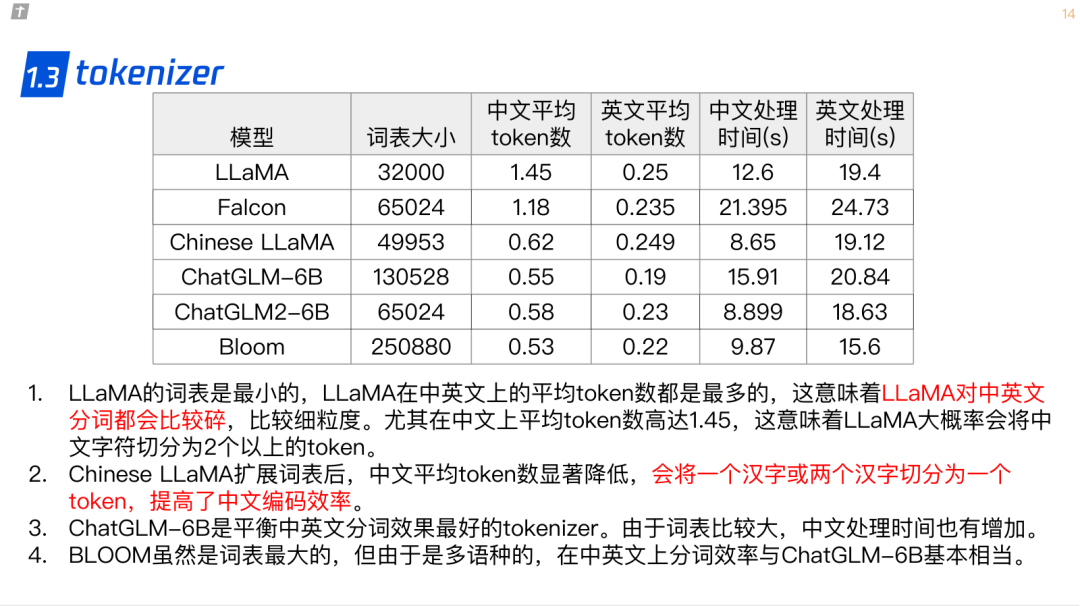 14
1.3 tokenizer
模型 词表大小 中文平均token数 英文平均token数 中文处理时间(s) 英文处理时间(s)
LLaMA 32000 1.45 0.25 12.6 19.4
Falcon 65024 1.18 0.235 21.395 24.73
Chinese LLaMA 49953 0.62 0.249 8.65 19.12
ChatGLM-6B 130528 0.55 0.19 15.91 20.84
ChatGLM2-6B 65024 0.58 0.23 8.899 18.63
Bloom 250880 0.53 0.22 9.87 15.6
1. LLaMA的词表是最小的，LLaMA在中英文上的平均token数都是最多的，这意味着LLaMA对中英文
分词都会比较碎，比较细粒度。尤其在中文上平均token数高达1.45，这意味着LLaMA大概率会将中
文字符切分为2个以上的token。
2. Chinese LLaMA扩展词表后，中文平均token数显著降低，会将一个汉字或两个汉字切分为一个
token，提高了中文编码效率。
3. ChatGLM-6B是平衡中英文分词效果最好的tokenizer。由于词表比较大，中文处理时间也有增加。
4. BLOOM虽然是词表最大的，但由于是多语种的，在中英文上分词效率与ChatGLM-6B基本相当。